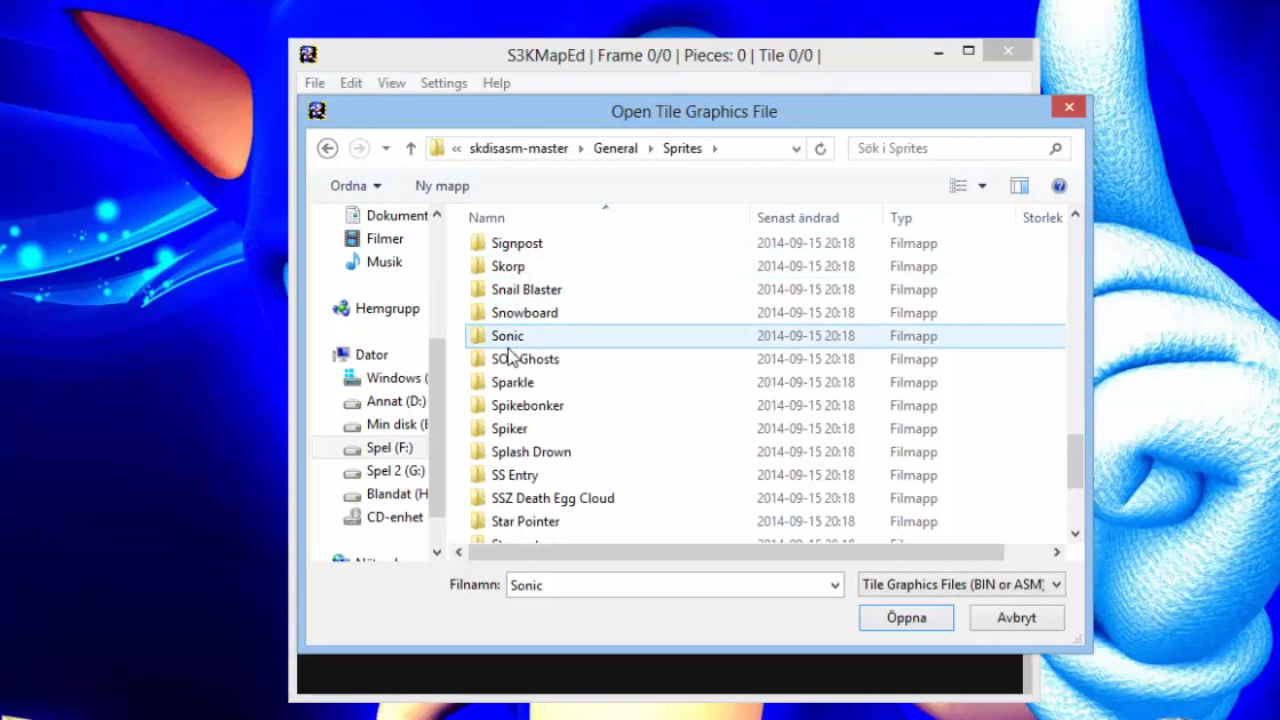 S3KMapEd | Frame 0/0 | Pieces: 0 | Tile 0/0 |
File Edit View Settings Help
Open Tile Graphics File
« skdisasm-master General Sprites Sök i Sprites
Ordna Ny mapp
Namn Senast ändrad Typ Storlek
Dokument
Filmer
Musik
Hemgrupp
Dator
Windows (
Annat (D:)
Min disk (E
Spel (F:)
Spel 2 (G:)
Blandat (H
CD-enhet
Signpost 2014-09-15 20:18 Filmapp
Skorp 2014-09-15 20:18 Filmapp
Snail Blaster 2014-09-15 20:18 Filmapp
Snowboard 2014-09-15 20:18 Filmapp
Sonic 2014-09-15 20:18 Filmapp
Ghosts 2014-09-15 20:18 Filmapp
Sparkle 2014-09-15 20:18 Filmapp
Spikebonker 2014-09-15 20:18 Filmapp
Spiker 2014-09-15 20:18 Filmapp
Splash Drown 2014-09-15 20:18 Filmapp
SS Entry 2014-09-15 20:18 Filmapp
SSZ Death Egg Cloud 2014-09-15 20:18 Filmapp
Star Pointer 2014-09-15 20:18 Filmapp
Filnamn: Sonic Tile Graphics Files (BIN or ASM)
Öppna Avbryt